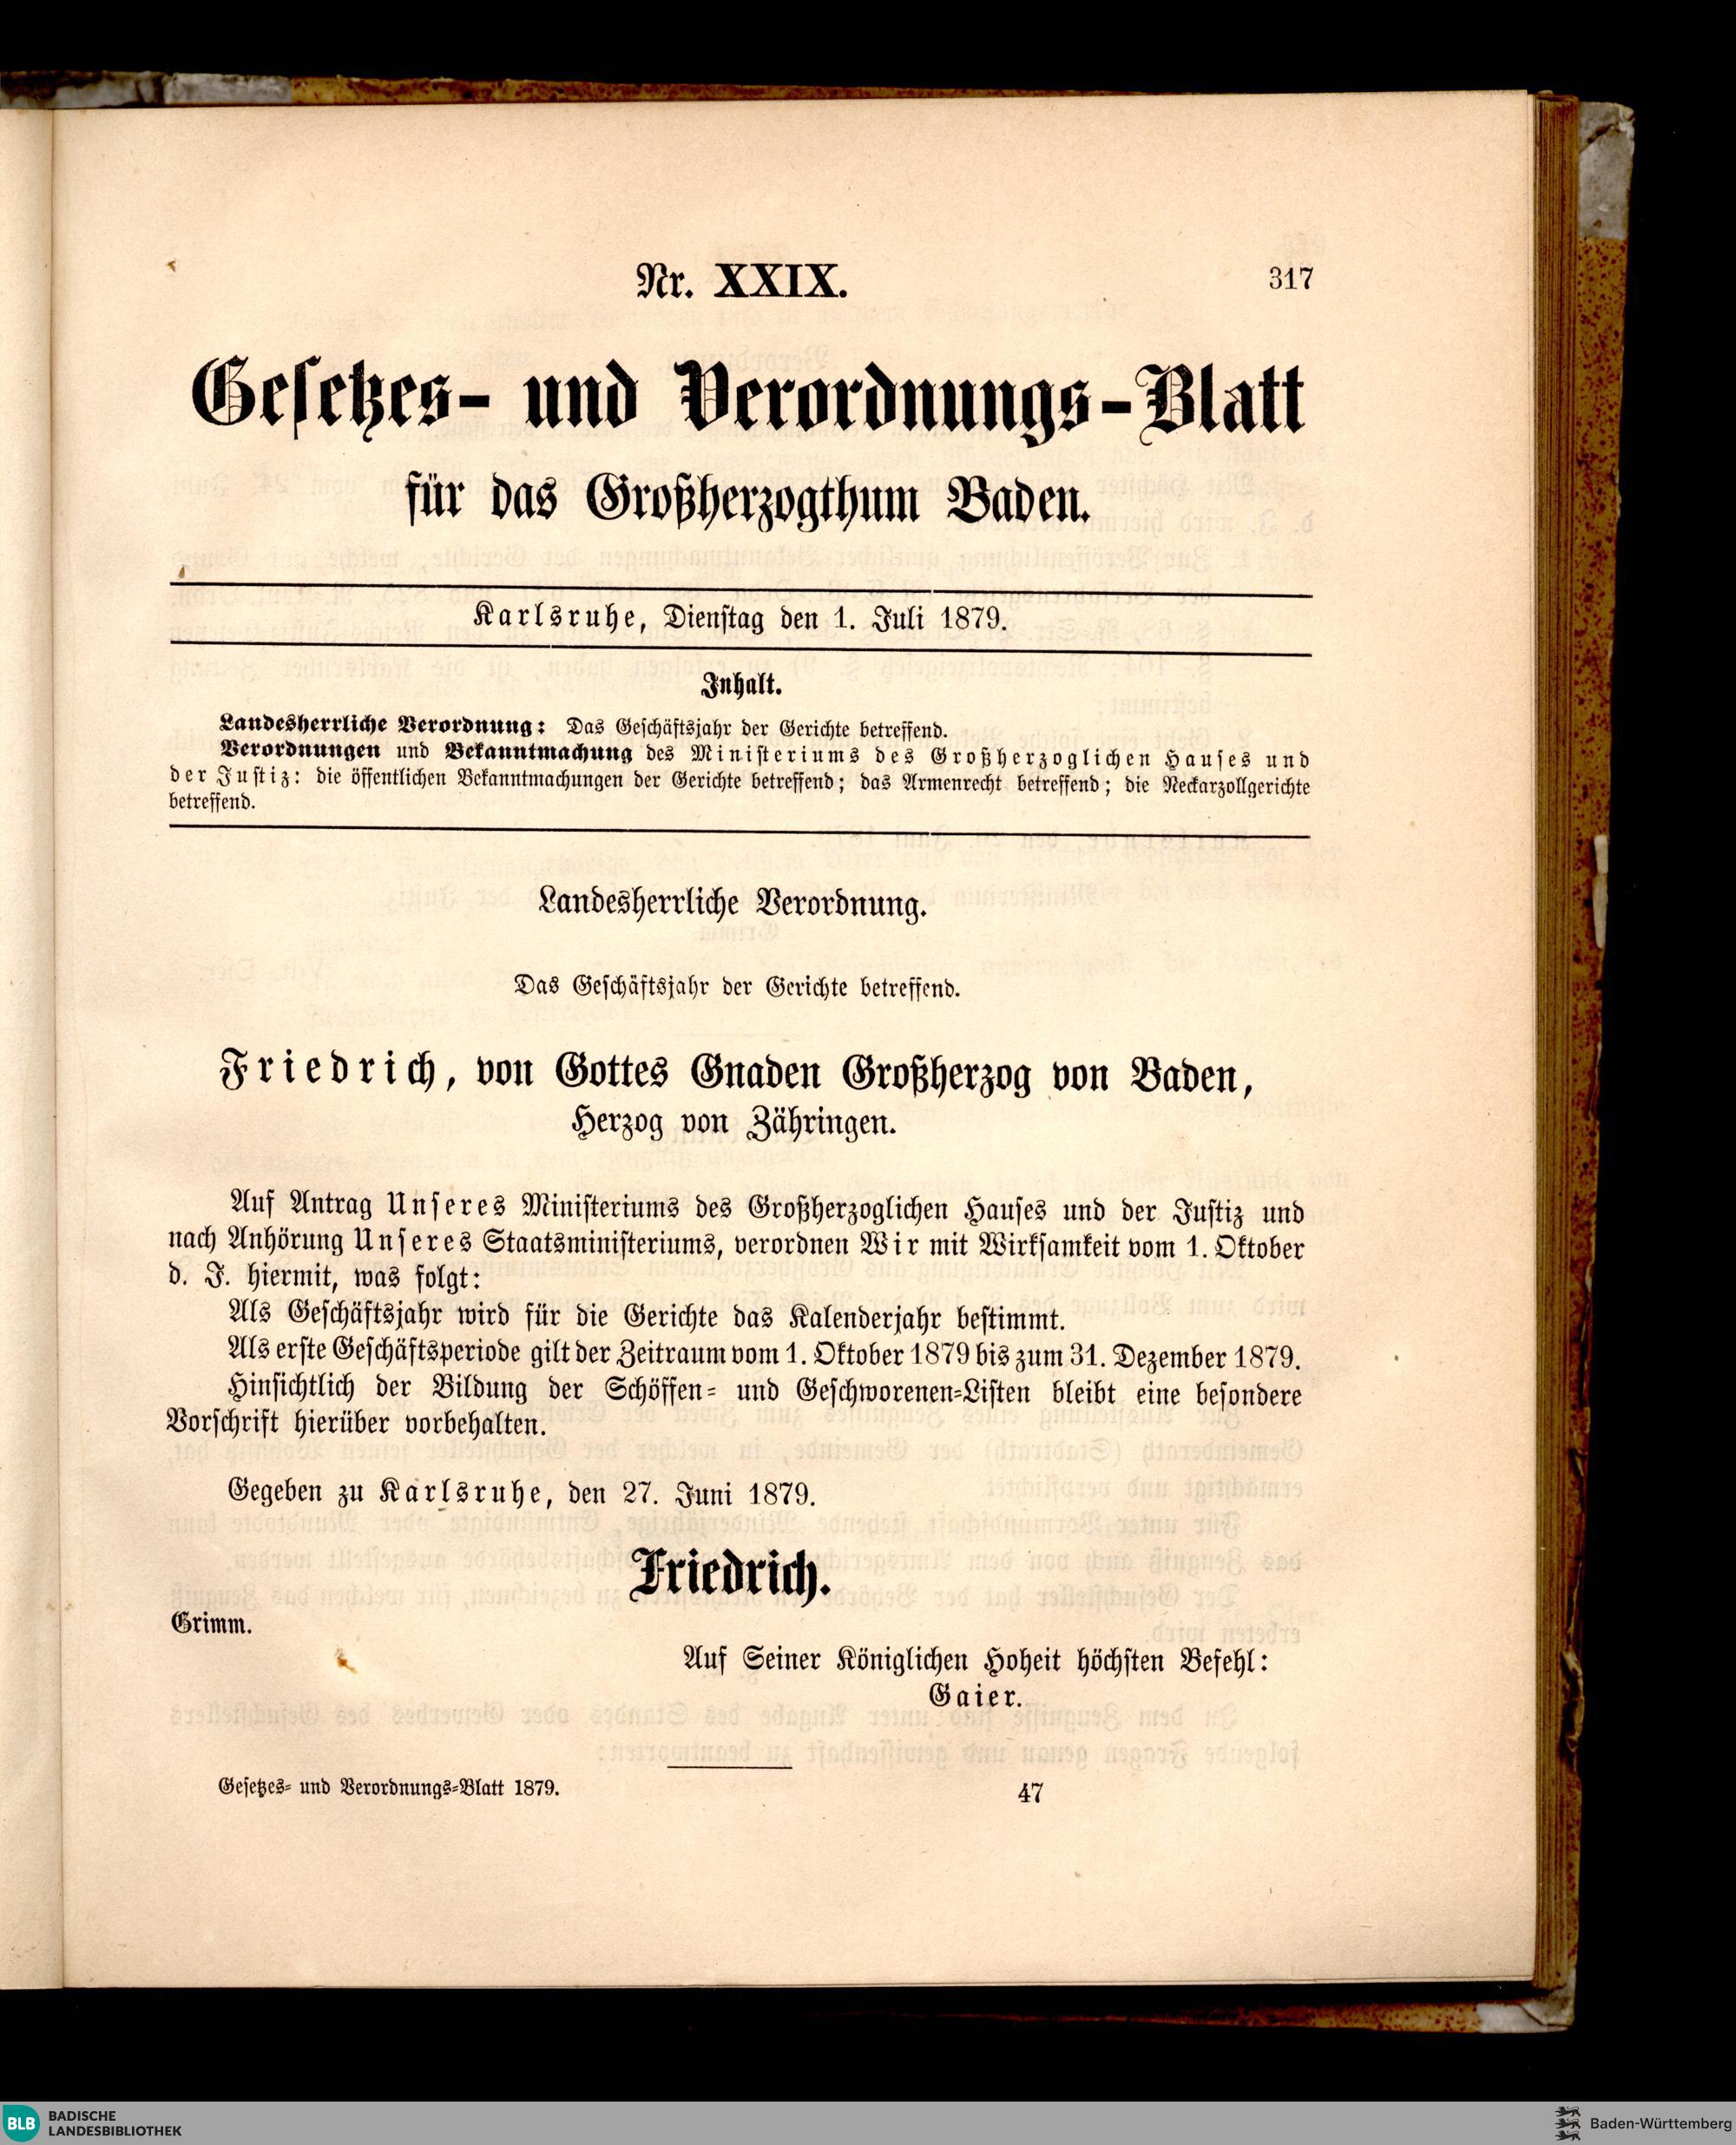 Nr. XXIX.
317
Gesetzes- und Verordnungs-Blatt
für das Großherzogthum Baden.
Karlsruhe, Dienstag den 1. Juli 1879.
Inhalt.
Landesherrliche Verordnung: Das Geschäftsjahr der Gerichte betreffend.
Verordnungen und Bekanntmachung des Ministeriums des Großherzoglichen Hauses und
der Justiz: die öffentlichen Bekanntmachungen der Gerichte betreffend; das Armenrecht betreffend; die Neckarzollgerichte
betreffend.
Landesherrliche Verordnung.
Das Geschäftsjahr der Gerichte betreffend.
Friedrich, von Gottes Gnaden Großherzog von Baden,
Herzog von Zähringen.
Auf Antrag Unseres Ministeriums des Großherzoglichen Hauses und der Justiz und
nach Anhörung Unseres Staatsministeriums, verordnen Wir mit Wirksamkeit vom 1. Oktober
d. J. hiermit, was folgt:
Als Geschäftsjahr wird für die Gerichte das Kalenderjahr bestimmt.
Als erste Geschäftsperiode gilt der Zeitraum vom 1. Oktober 1879 bis zum 31. Dezember 1879.
Hinsichtlich der Bildung der Schöffen- und Geschworenen-Listen bleibt eine besondere
Vorschrift hierüber vorbehalten.
Gegeben zu Karlsruhe, den 27. Juni 1879.
Friedrich.
Grimm.
Auf Seiner Königlichen Hoheit höchsten Befehl:
Gaier.
Gesetzes- und Verordnungs-Blatt 1879.
47
BLB BADISCHE
LANDESBIBLIOTHEK
Baden-Württemberg